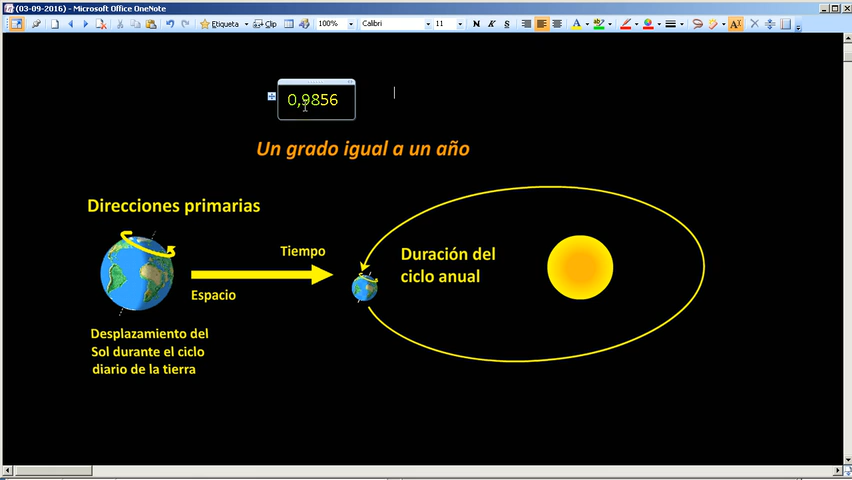 (03-09-2016) - Microsoft Office OneNote
Etiqueta
Clip
100%
Calibri
11
N
K
S
0,9856
Un grado igual a un año
Direcciones primarias
Tiempo
Espacio
Duración del
ciclo anual
Desplazamiento del
Sol durante el ciclo
diario de la tierra